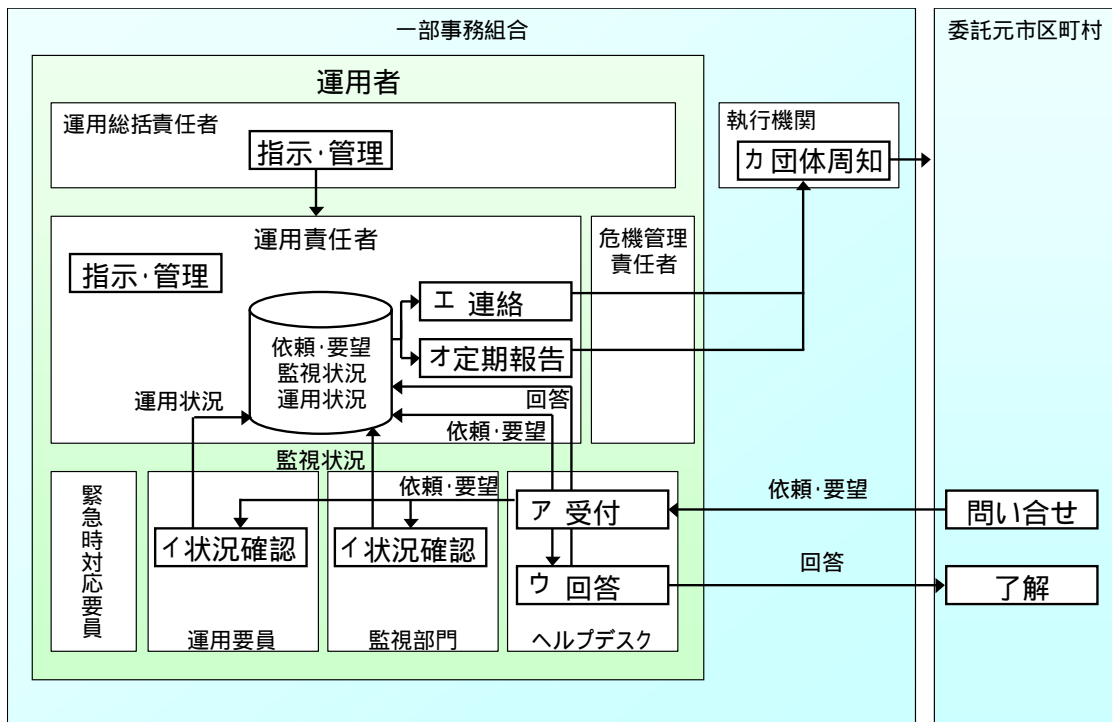 一部事務組合
委託元市区町村
運用者
運用総括責任者
指示・管理
執行機関
カ 団体周知
運用責任者
危機管理
責任者
指示・管理
エ 連絡
オ定期報告
依頼・要望
監視状況
運用状況
運用状況
回答
依頼・要望
監視状況
緊急時対応要員
依頼・要望
ア 受付
依頼・要望
問い合せ
イ状況確認
イ状況確認
ウ 回答
回答
了解
運用要員
監視部門
ヘルプデスク